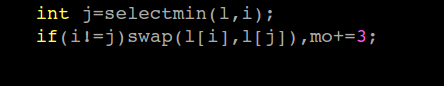 int j=selectmin(l,i);
if(i!=j)swap(l[i],l[j]),mo+=3;